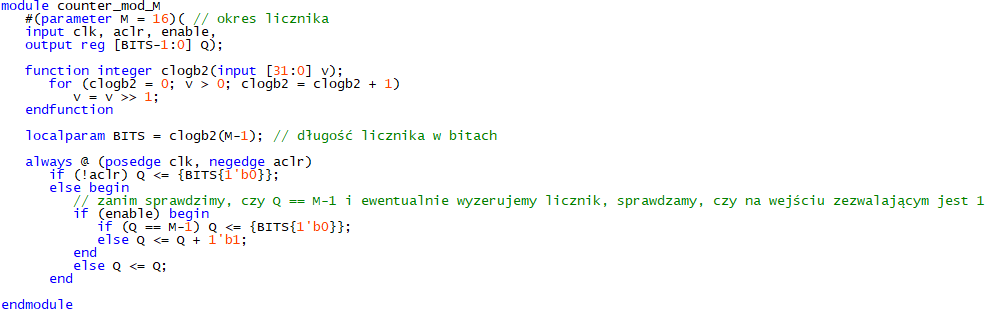 module counter_mod_M
#(parameter M = 16)( // okres licznika
input clk, aclr, enable,
output reg [BITS-1:0] Q);
function integer clogb2(input [31:0] v);
for (clogb2 = 0; v > 0; clogb2 = clogb2 + 1)
v = v >> 1;
endfunction
localparam BITS = clogb2(M-1); // długość licznika w bitach
always @ (posedge clk, negedge aclr)
if (!aclr) Q <= {BITS{1'b0}};
else begin
// zanim sprawdzimy, czy Q == M-1 i ewentualnie wyzerujemy licznik, sprawdzamy, czy na wejściu zezwalającym jest 1
if (enable) begin
if (Q == M-1) Q <= {BITS{1'b0}};
else Q <= Q + 1'b1;
end
else Q <= Q;
end
endmodule